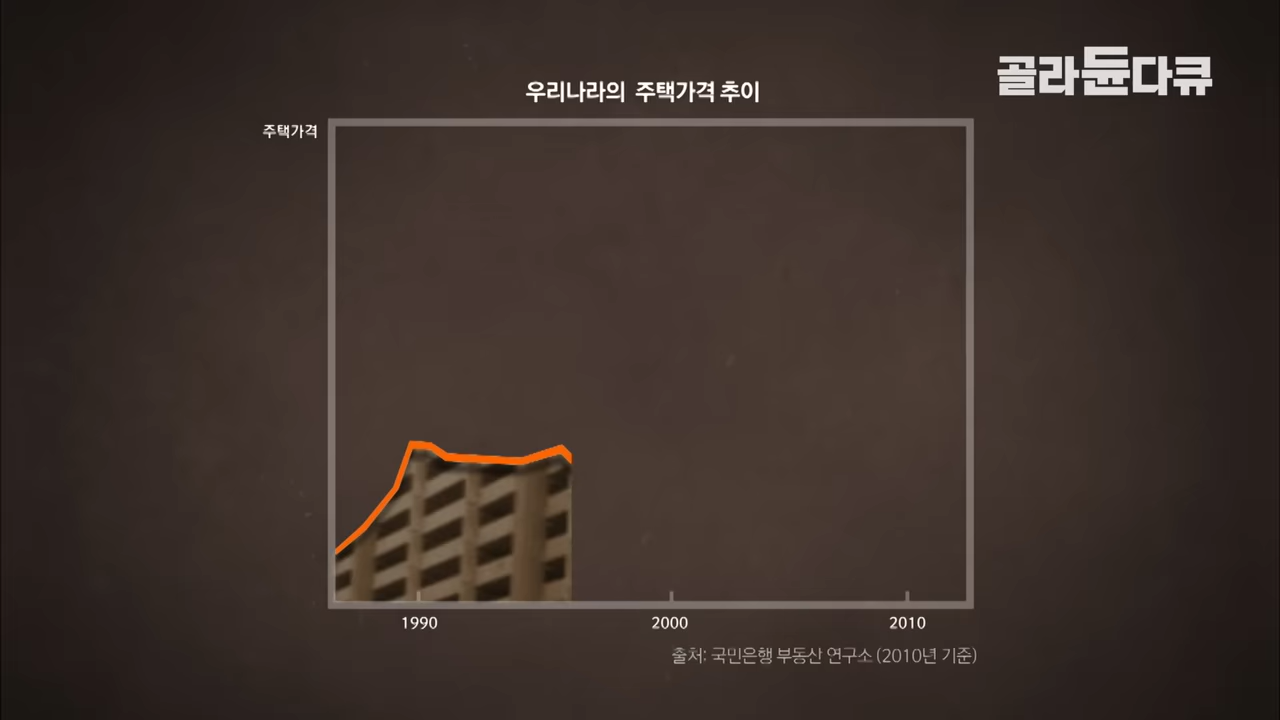 골라듄다큐
우리나라의 주택가격 추이
주택가격
1990 2000 2010
출처: 국민은행 부동산 연구소 (2010년 기준)